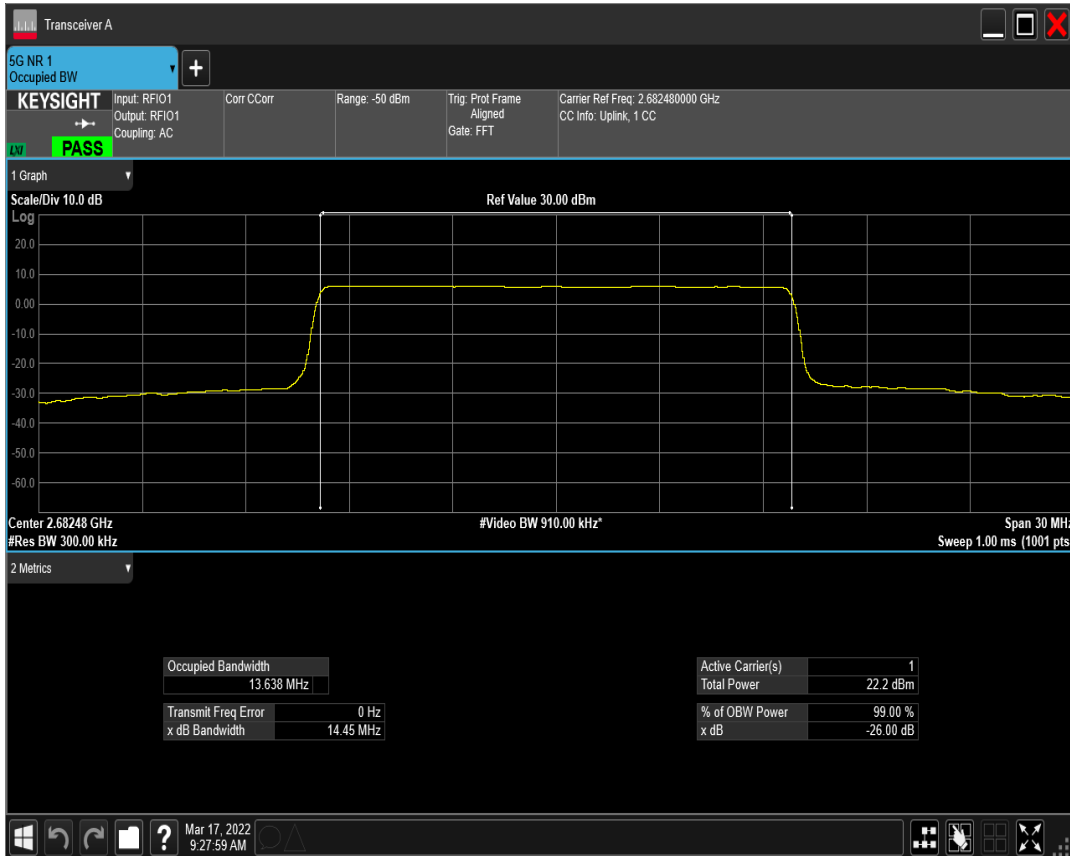 Transceiver A
5G NR 1
Occupied BW
KEYSIGHT
LXI
PASS
Input: RFIO1
Output: RFIO1
Coupling: AC
Corr CCorr
Range: -50 dBm
Trig: Prot Frame
Aligned
Gate: FFT
Carrier Ref Freq: 2.682480000 GHz
CC Info: Uplink, 1 CC
1 Graph
Scale/Div 10.0 dB
Ref Value 30.00 dBm
Log
20.0
10.0
0.00
-10.0
-20.0
-30.0
-40.0
-50.0
-60.0
Center 2.68248 GHz
#Video BW 910.00 kHz*
Span 30 MHz
#Res BW 300.00 kHz
Sweep 1.00 ms (1001 pts
2 Metrics
Occupied Bandwidth
13.638 MHz
Transmit Freq Error 0 Hz
x dB Bandwidth 14.45 MHz
Active Carrier(s) 1
Total Power 22.2 dBm
% of OBW Power 99.00 %
x dB -26.00 dB
?
Mar 17, 2022
9:27:59 AM